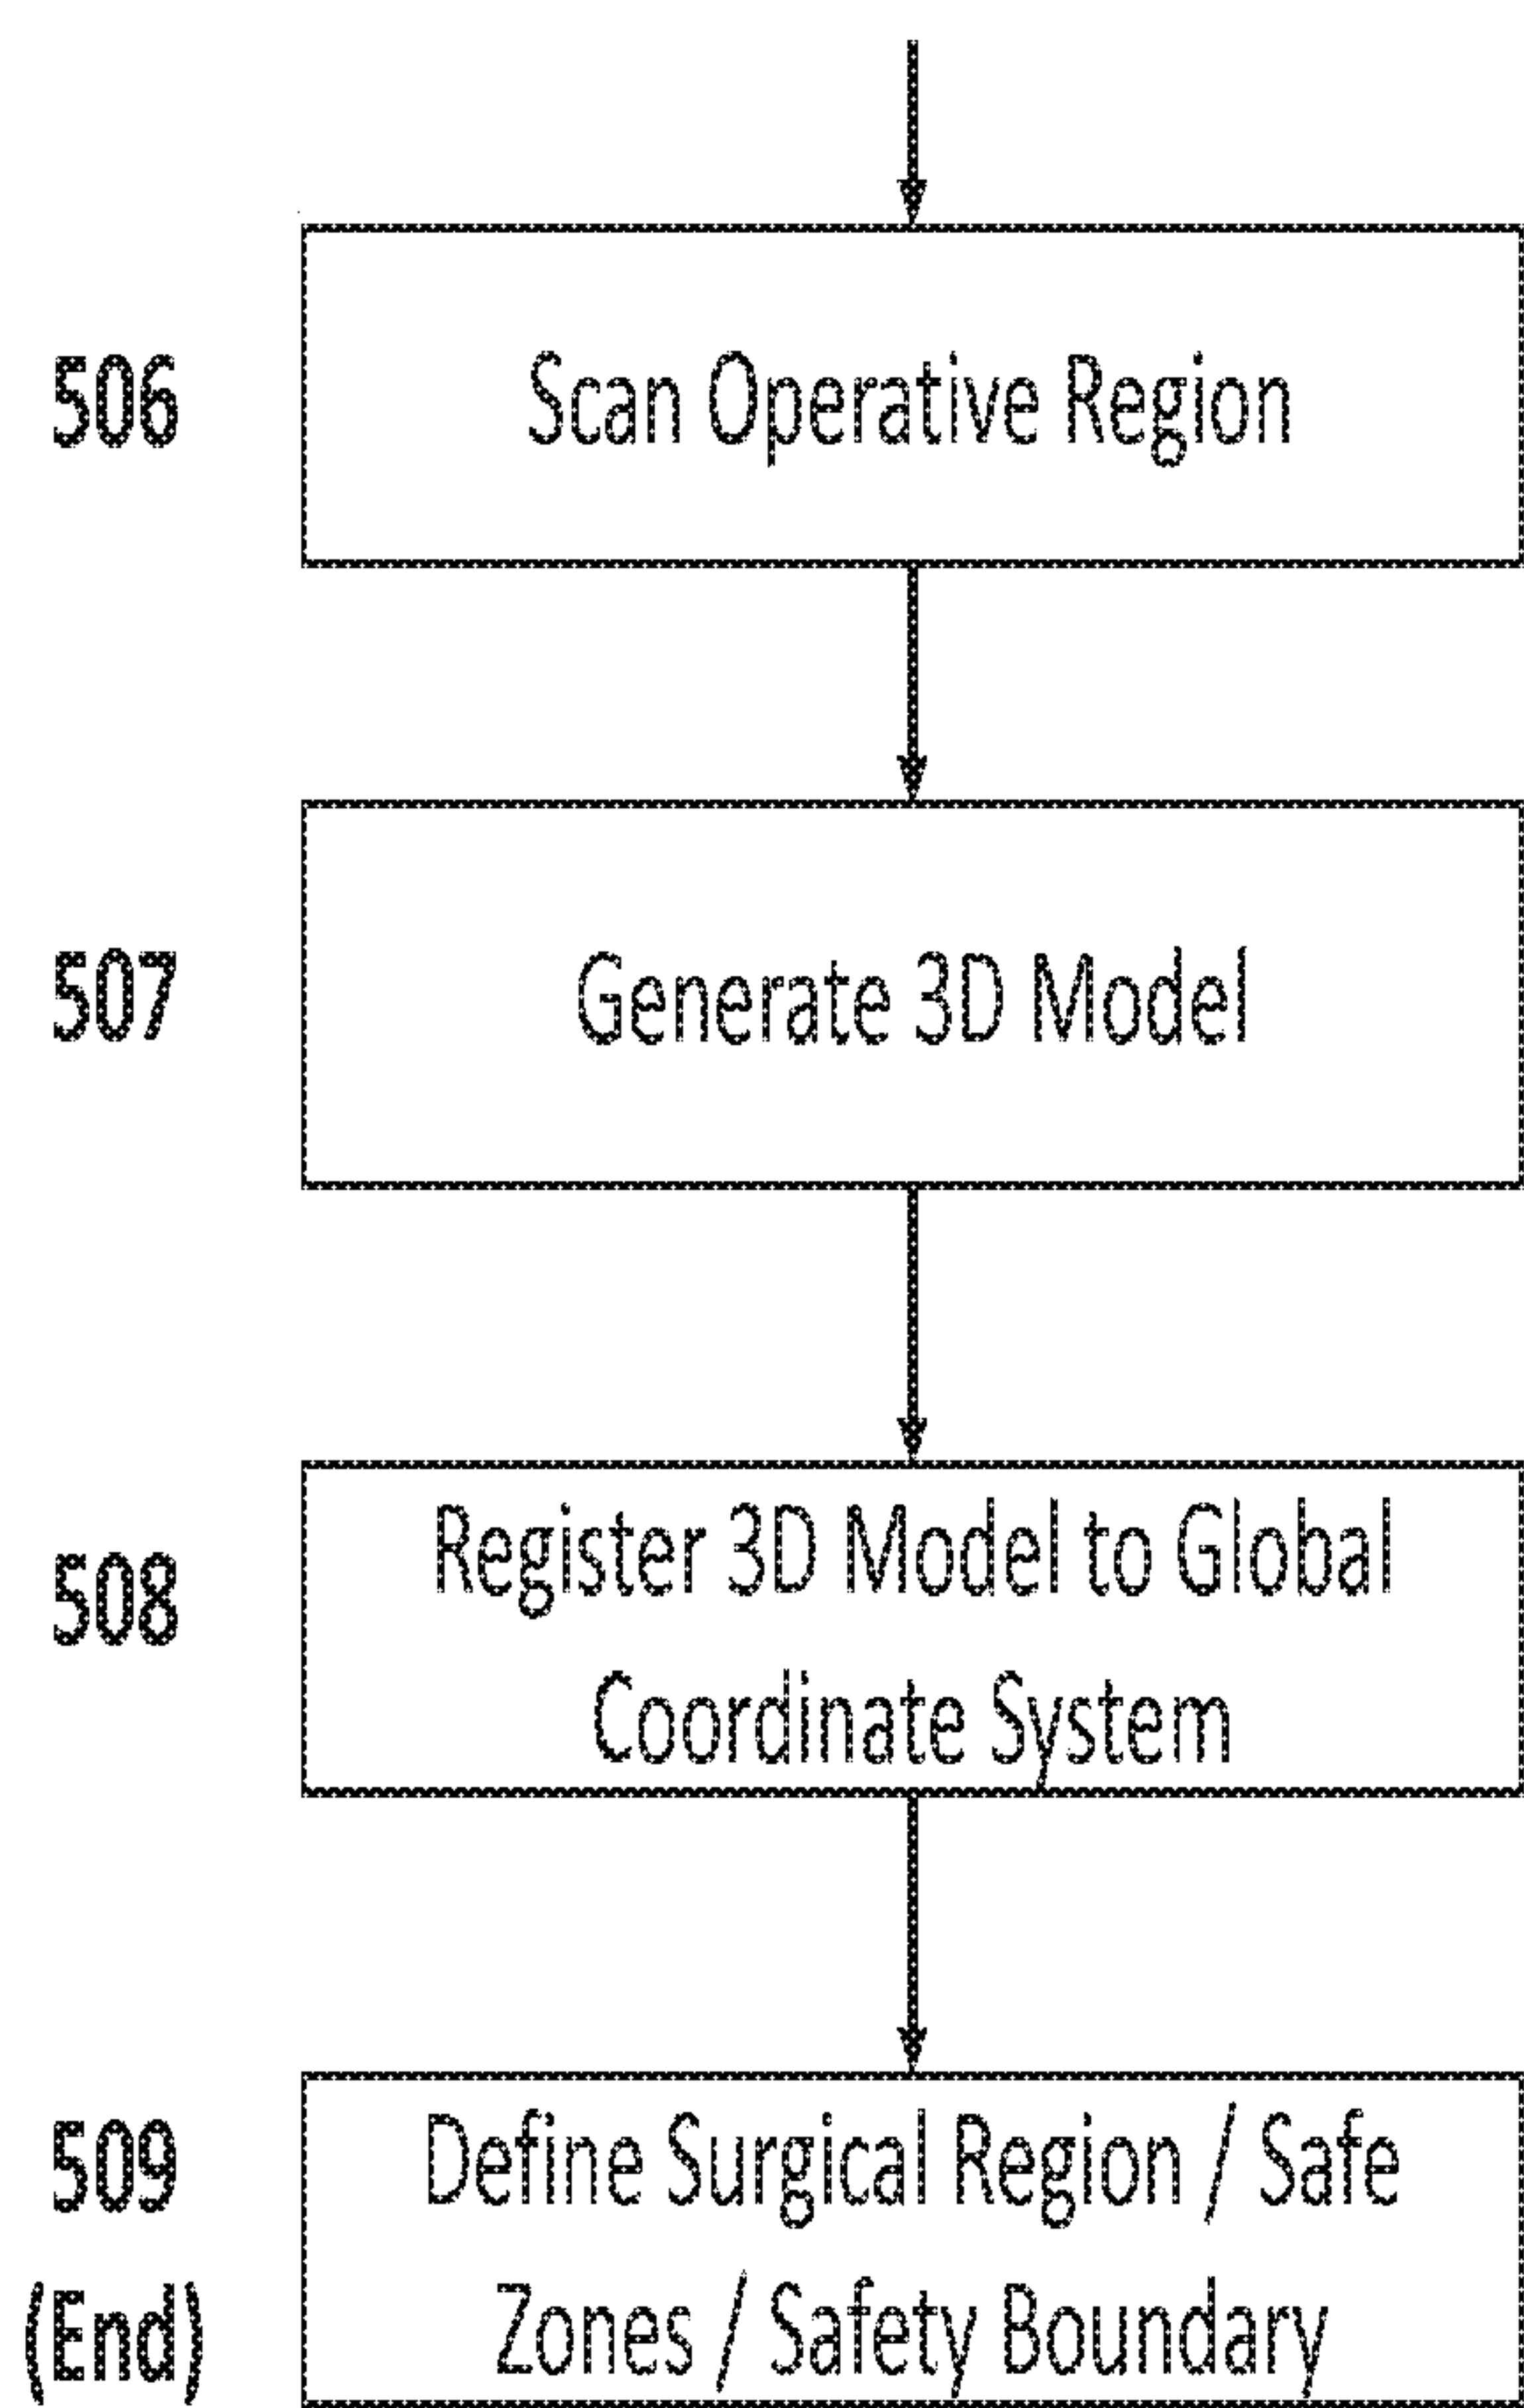 506
Scan Operative Region
507
Generate 3D Model
508
Register 3D Model to Global
Coordinate System
509
(End)
Define Surgical Region / Safe
Zones / Safety Boundary